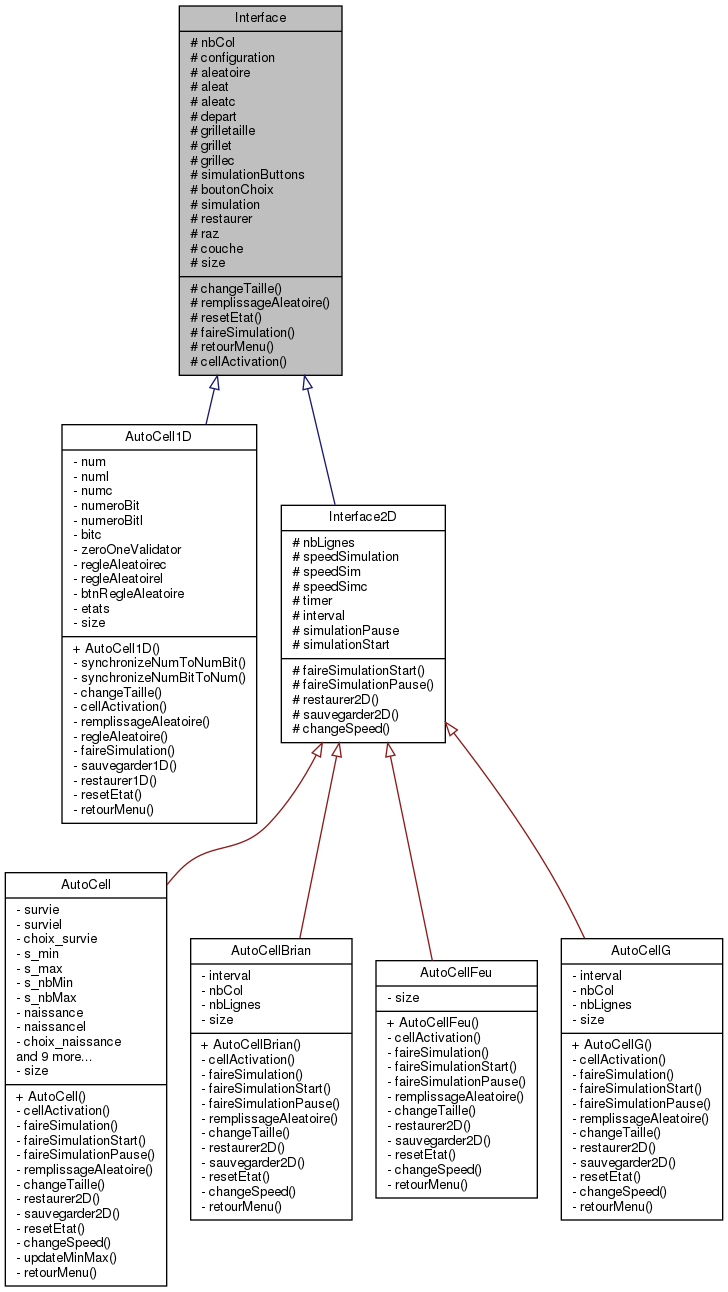 Interface
# nbCol
# configuration
# aleatoire
# aleat
# aleatc
# depart
# grilletaille
# grillet
# grillec
# simulationButtons
# boutonChoix
# simulation
# restaurer
# raz
# couche
# size
# changeTaille()
# remplissageAleatoire()
# resetEtat()
# faireSimulation()
# retourMenu()
# cellActivation()
AutoCell1D
- num
- numl
- numc
- numeroBit
- numeroBitl
- bitc
- zeroOneValidator
- regleAleatoirec
- regleAleatoirel
- btnRegleAleatoire
- etats
- size
+ AutoCell1D()
- synchronizeNumToNumBit()
- synchronizeNumBitToNum()
- changeTaille()
- cellActivation()
- remplissageAleatoire()
- regleAleatoire()
- faireSimulation()
- sauvegarder1D()
- restaurer1D()
- resetEtat()
- retourMenu()
Interface2D
# nbLignes
# speedSimulation
# speedSim
# speedSimc
# timer
# interval
# simulationPause
# simulationStart
# faireSimulationStart()
# faireSimulationPause()
# restaurer2D()
# sauvegarder2D()
# changeSpeed()
AutoCell
- survie
- surviel
- choix_survie
- s_min
- s_max
- s_nbMin
- s_nbMax
- naissance
- naissancel
- choix_naissance
and 9 more...
- size
+ AutoCell()
- cellActivation()
- faireSimulation()
- faireSimulationStart()
- faireSimulationPause()
- remplissageAleatoire()
- changeTaille()
- restaurer2D()
- sauvegarder2D()
- resetEtat()
- changeSpeed()
- updateMinMax()
- retourMenu()
AutoCellBrian
- interval
- nbCol
- nbLignes
- size
+ AutoCellBrian()
- cellActivation()
- faireSimulation()
- faireSimulationStart()
- faireSimulationPause()
- remplissageAleatoire()
- changeTaille()
- restaurer2D()
- sauvegarder2D()
- resetEtat()
- changeSpeed()
- retourMenu()
AutoCellFeu
- size
+ AutoCellFeu()
- cellActivation()
- faireSimulation()
- faireSimulationStart()
- faireSimulationPause()
- remplissageAleatoire()
- changeTaille()
- restaurer2D()
- sauvegarder2D()
- resetEtat()
- changeSpeed()
- retourMenu()
AutoCellG
- interval
- nbCol
- nbLignes
- size
+ AutoCellG()
- cellActivation()
- faireSimulation()
- faireSimulationStart()
- faireSimulationPause()
- remplissageAleatoire()
- changeTaille()
- restaurer2D()
- sauvegarder2D()
- resetEtat()
- changeSpeed()
- retourMenu()